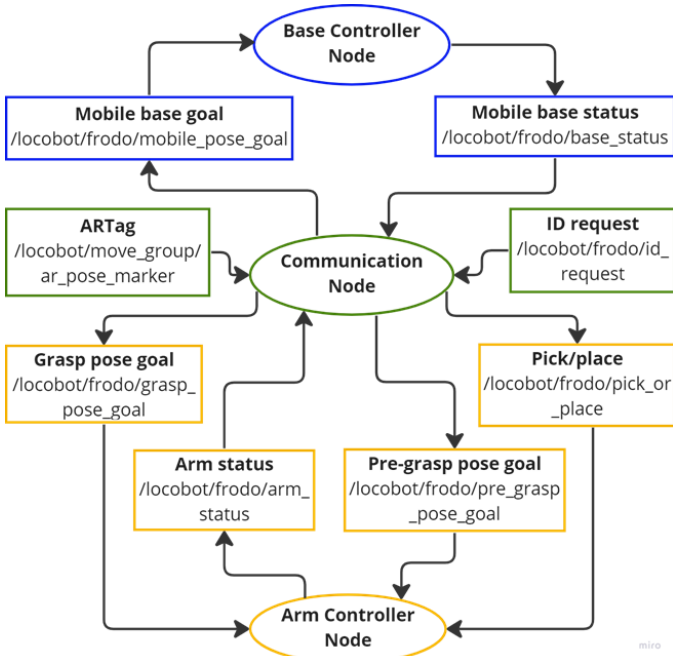 Base Controller
Node
Mobile base goal
/locobot/frodo/mobile_pose_goal
Mobile base status
/locobot/frodo/base_status
ARTag
/locobot/move_group/
ar_pose_marker
Communication
Node
ID request
/locobot/frodo/id_
request
Grasp pose goal
/locobot/frodo/grasp_
pose_goal
Pick/place
/locobot/frodo/pick_or
_place
Arm status
/locobot/frodo/arm_
status
Pre-grasp pose goal
/locobot/frodo/pre_grasp
_pose_goal
Arm Controller
Node
miro